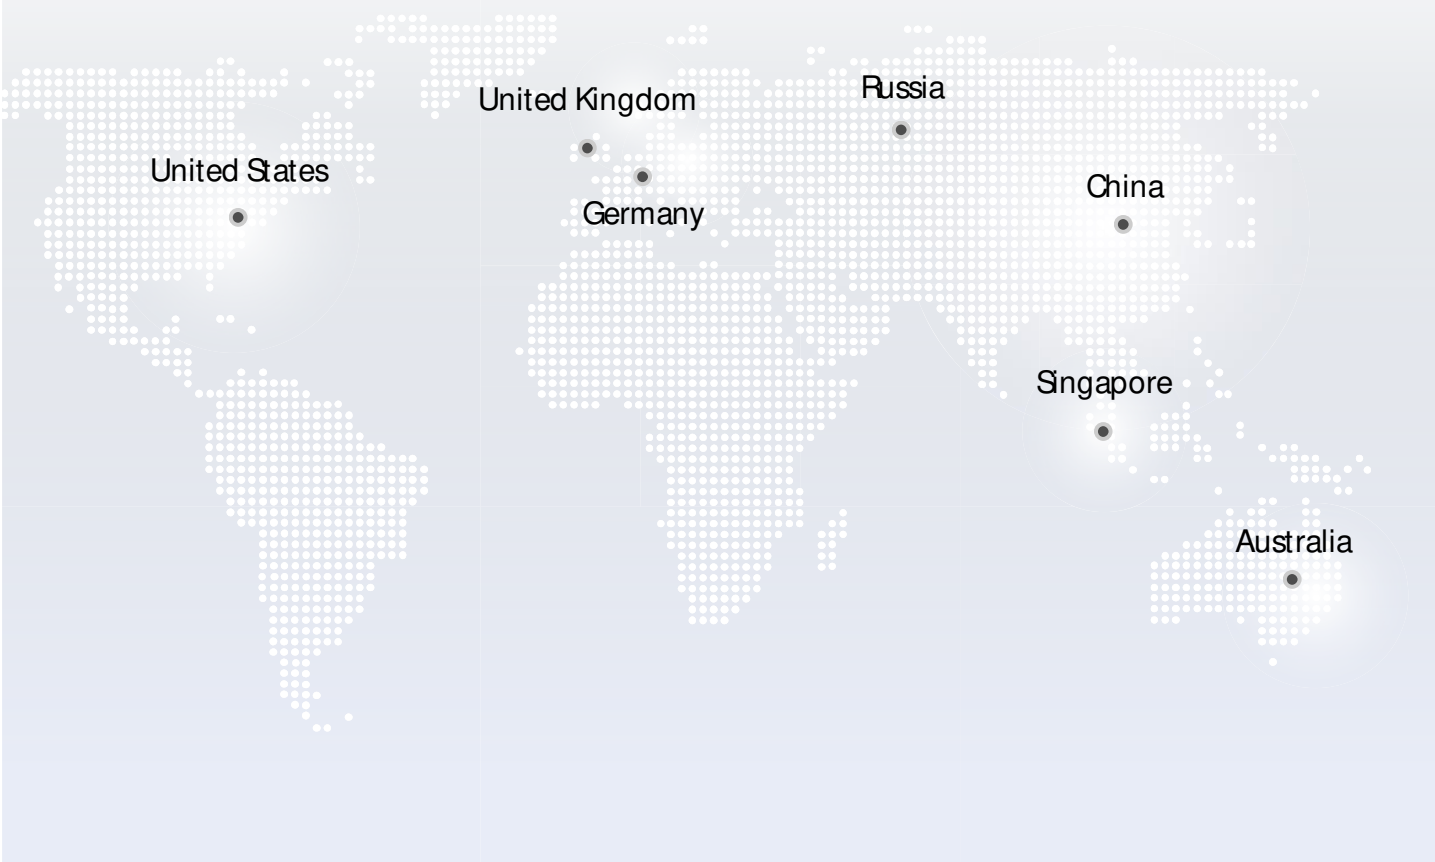 Russia
United Kingdom
United States
China
Germany
Singapore
Australia